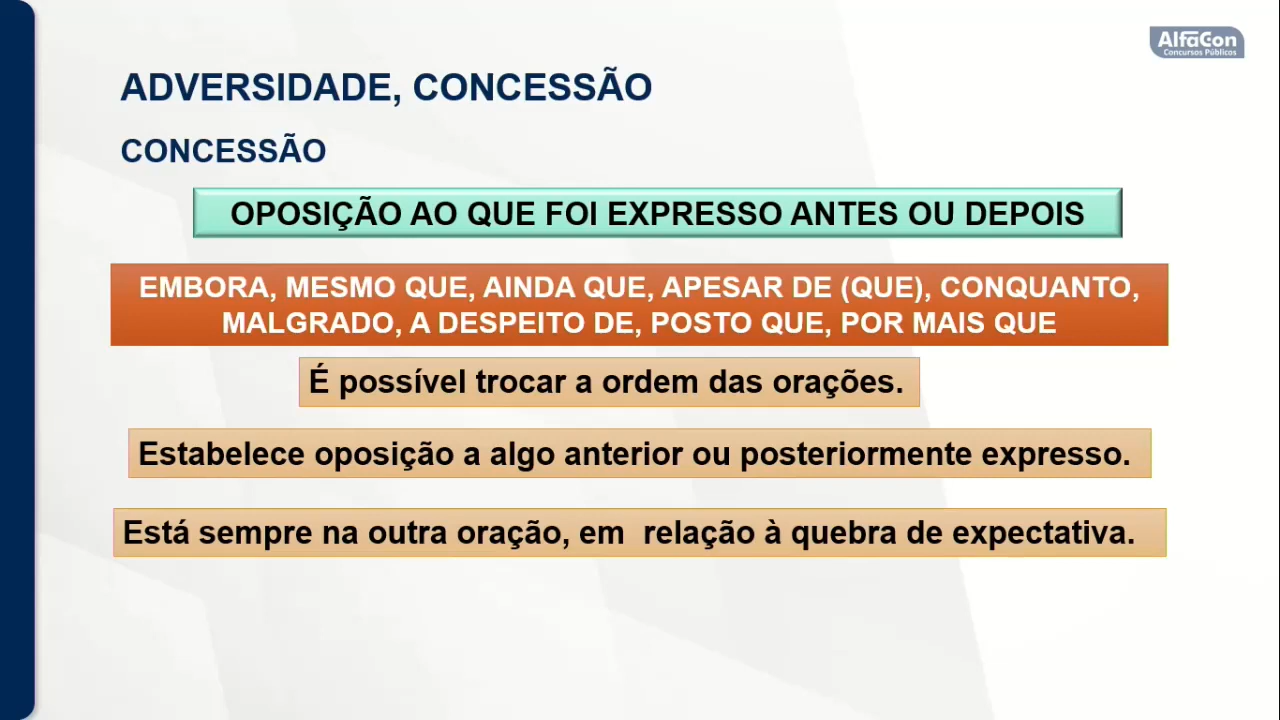 AlfaCon
Concursos Públicos
ADVERSIDADE, CONCESSÃO
CONCESSÃO
OPOSIÇÃO AO QUE FOI EXPRESSO ANTES OU DEPOIS
EMBORA, MESMO QUE, AINDA QUE, APESAR DE (QUE), CONQUANTO,
MALGRADO, A DESPEITO DE, POSTO QUE, POR MAIS QUE
É possível trocar a ordem das orações.
Estabelece oposição a algo anterior ou posteriormente expresso.
Está sempre na outra oração, em  relação à quebra de expectativa.